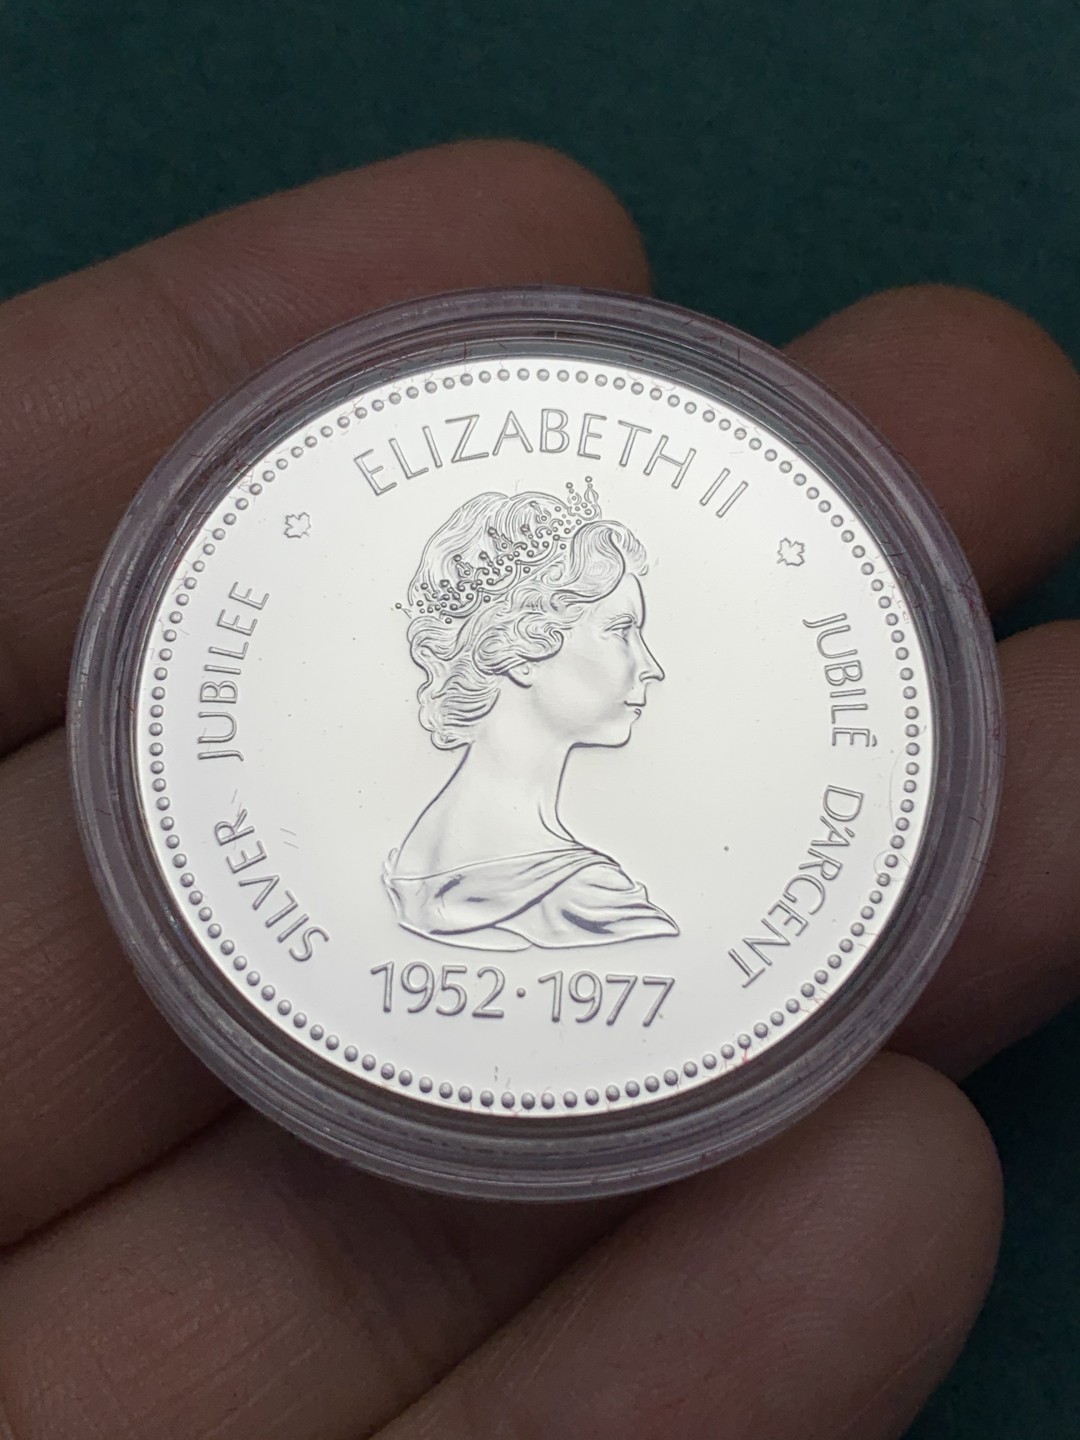 ELIZABETH II
SILVER JUBILEE
JUBILÉ D'ARGENT
1952 · 1977